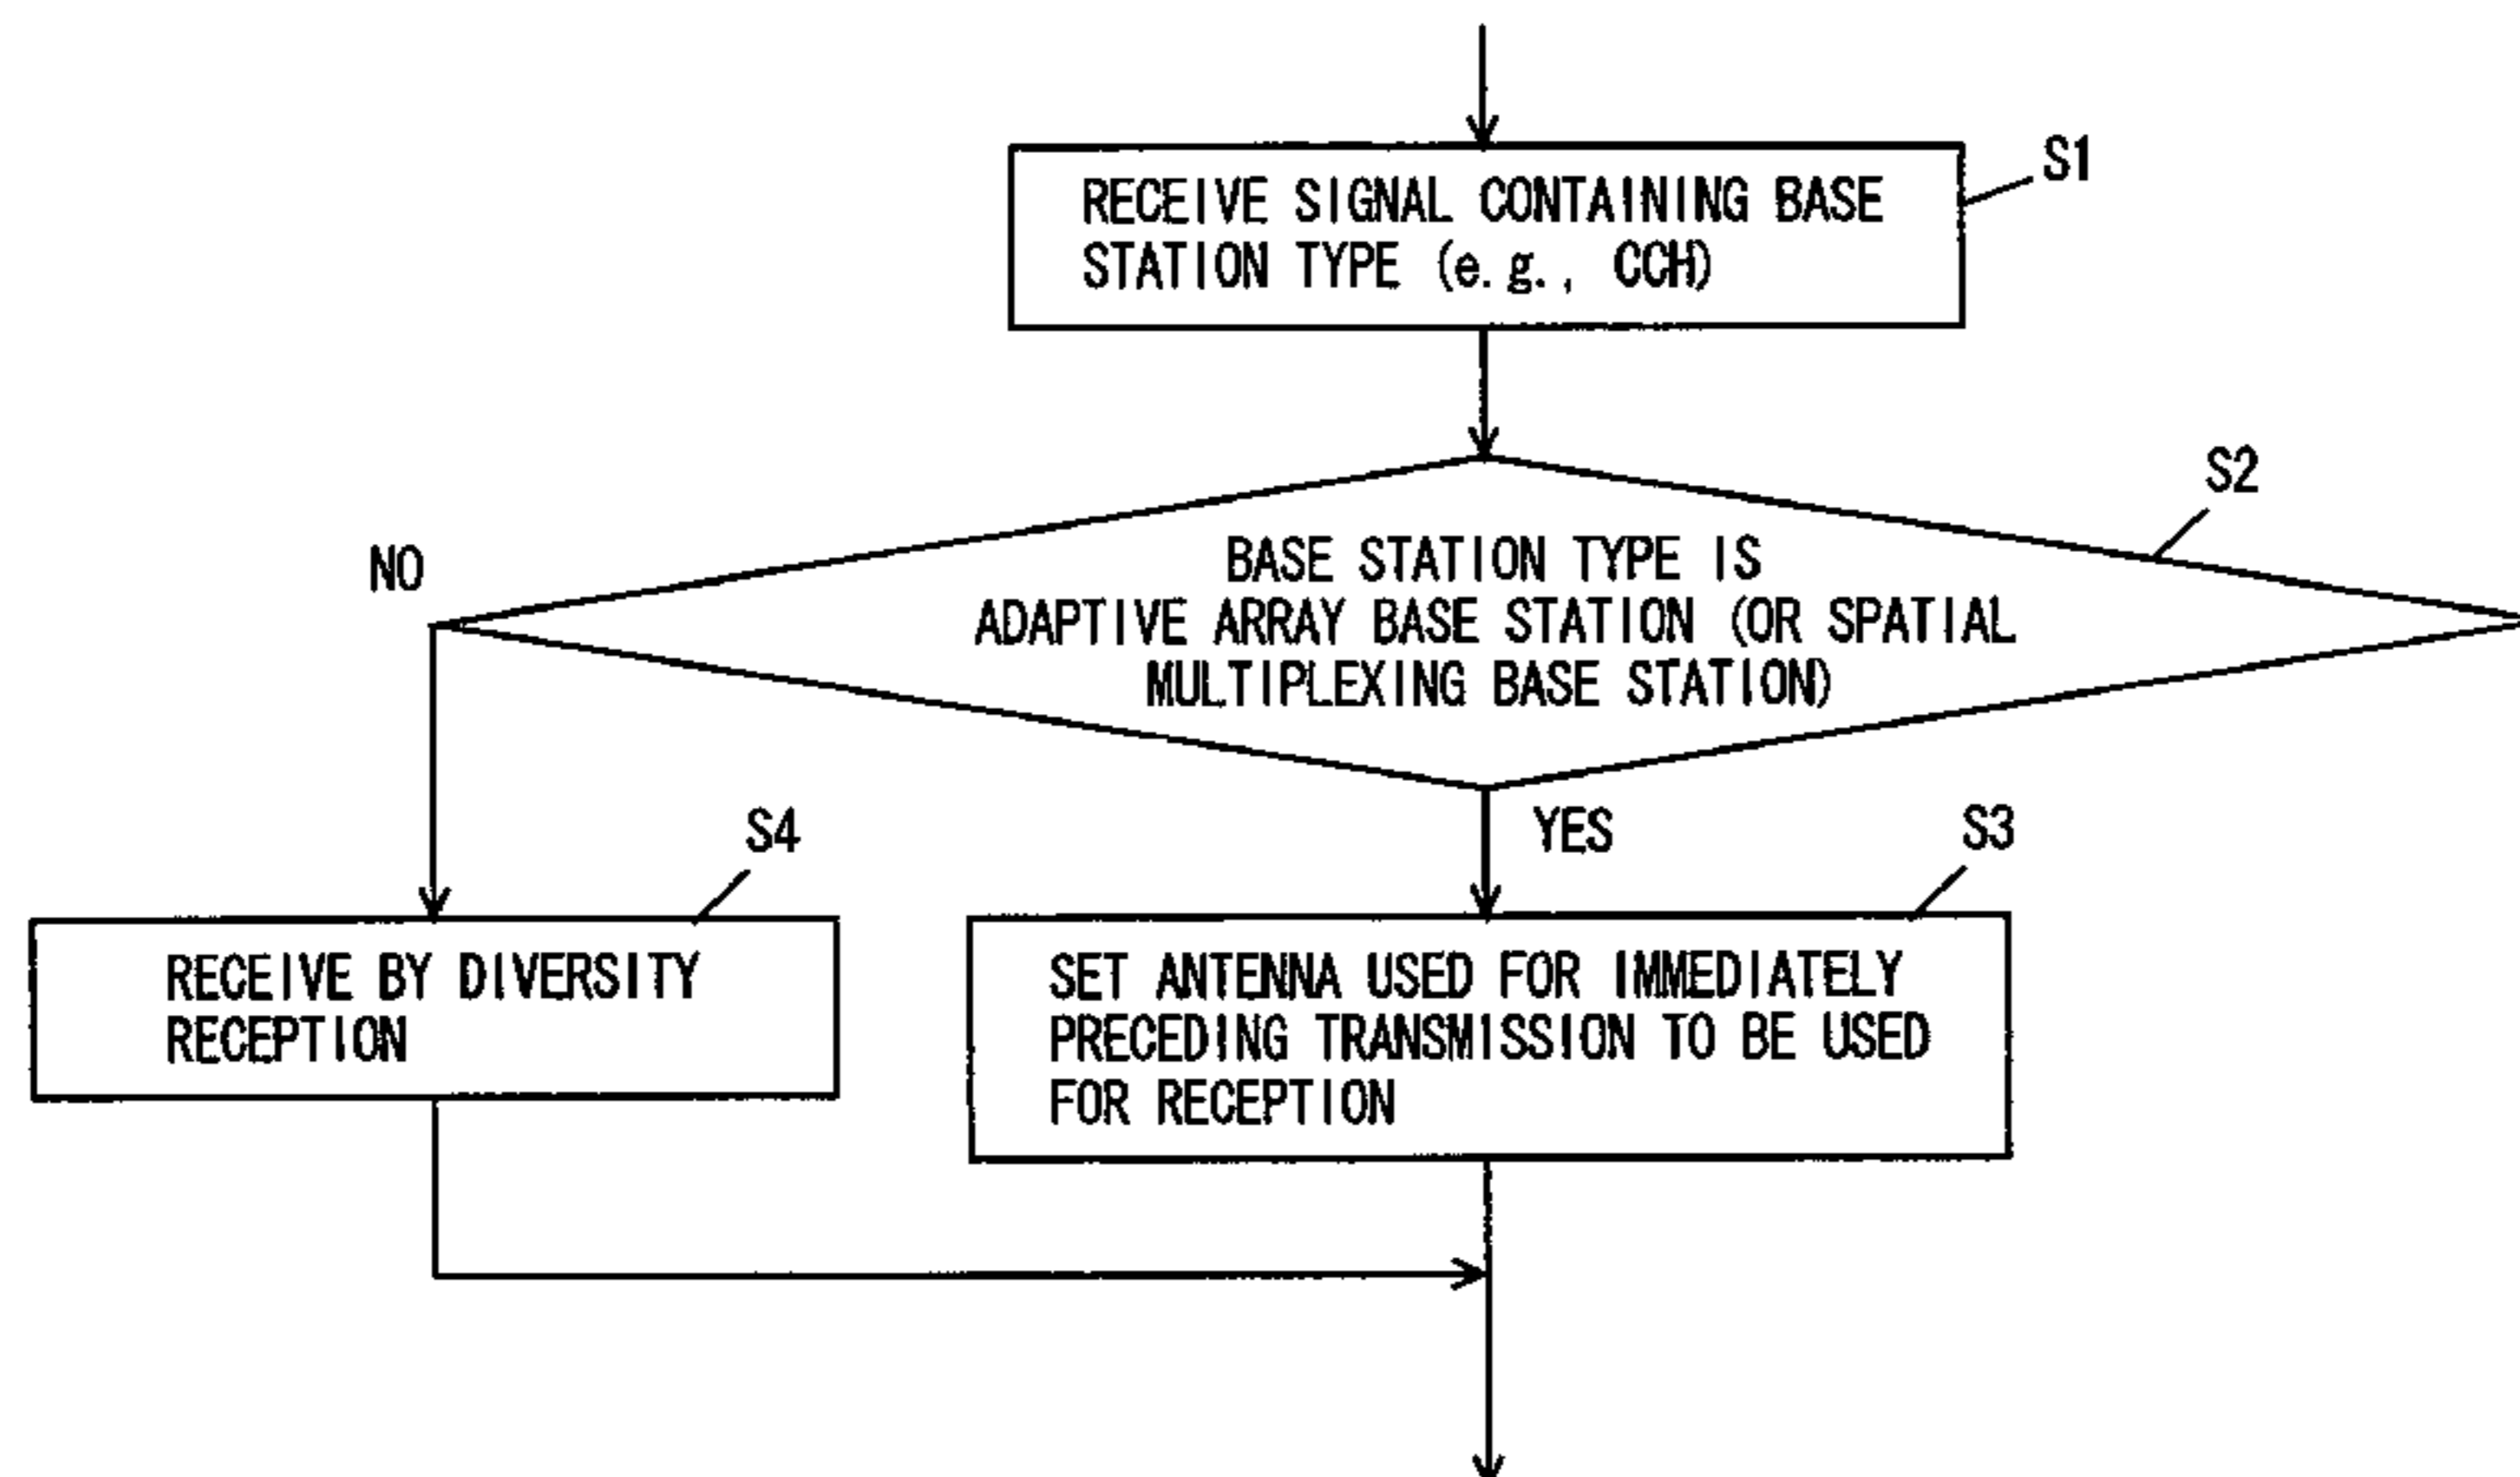 RECEIVE SIGNAL CONTAINING BASE
STATION TYPE (e.g., CCH)
S1
S2
BASE STATION TYPE IS
ADAPTIVE ARRAY BASE STATION (OR SPATIAL
MULTIPLEXING BASE STATION)
NO
YES
S4
S3
RECEIVE BY DIVERSITY
RECEPTION
SET ANTENNA USED FOR IMMEDIATELY
PRECEDING TRANSMISSION TO BE USED
FOR RECEPTION